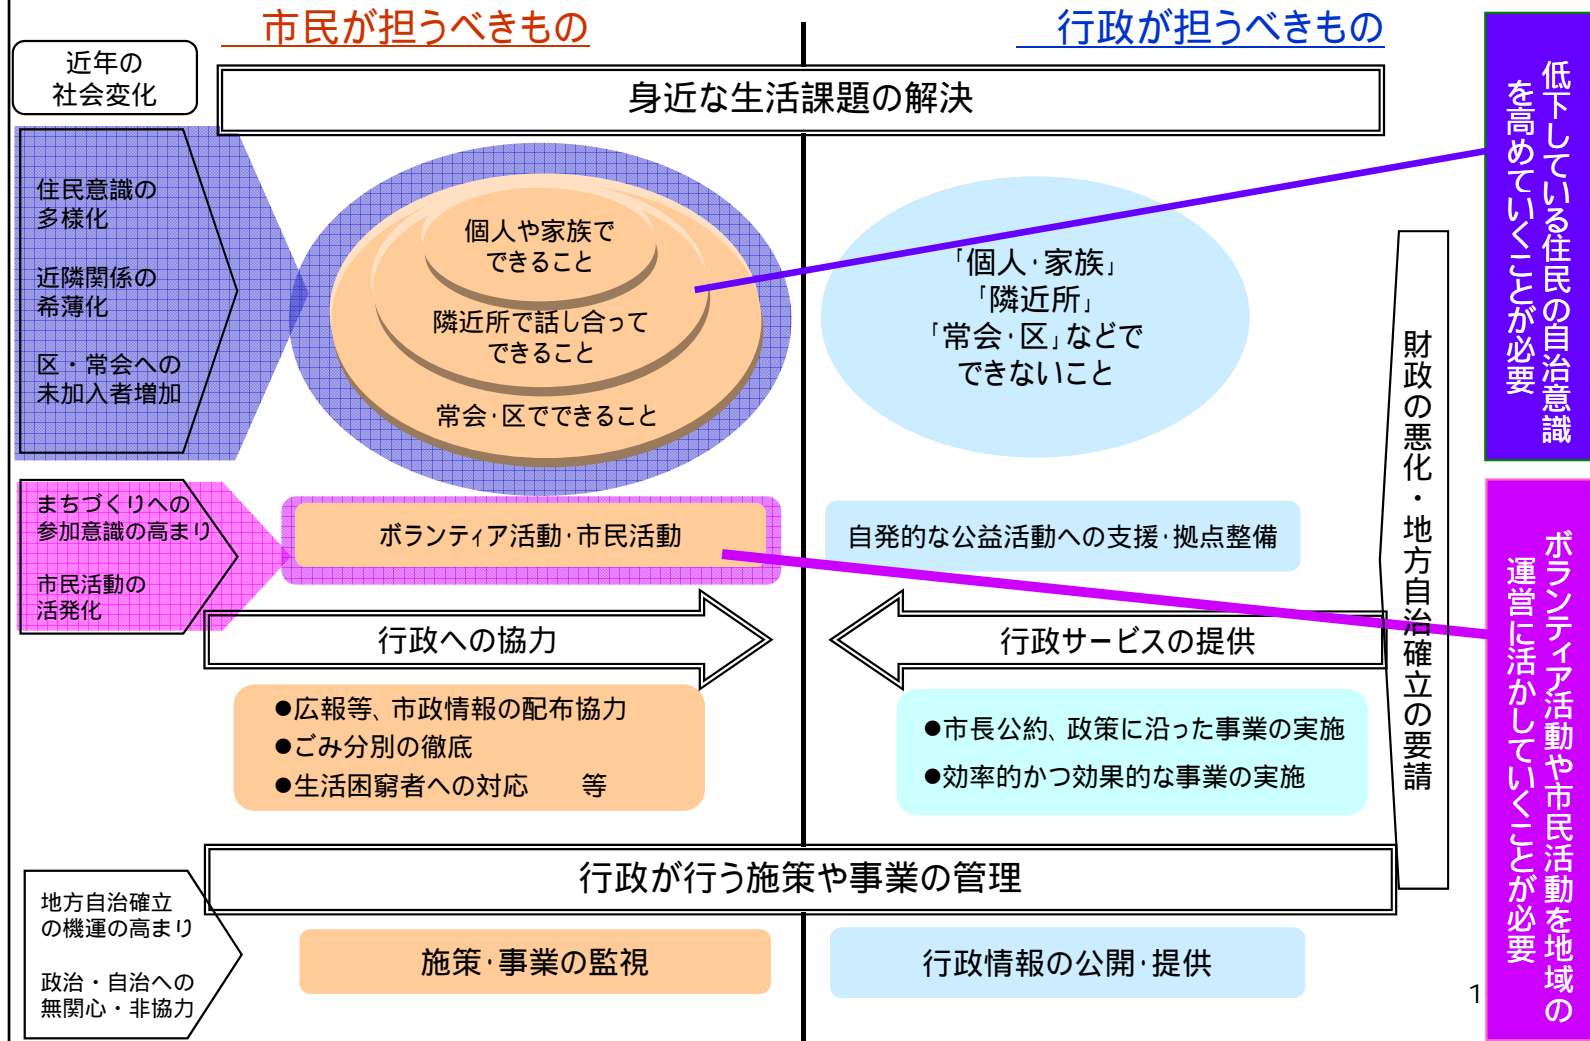 市民が担うべきもの
行政が担うべきもの
近年の
社会変化
身近な生活課題の解決
住民意識の
多様化
近隣関係の
希薄化
区・常会への
未加入者増加
個人や家族で
できること
隣近所で話し合って
できること
常会・区でできること
「個人・家族」
「隣近所」
「常会・区」などで
できないこと
まちづくりへの
参加意識の高まり
市民活動の
活発化
ボランティア活動・市民活動
自発的な公益活動への支援・拠点整備
行政への協力
行政サービスの提供
●広報等、市政情報の配布協力
●ごみ分別の徹底
●生活困窮者への対応　　等
●市長公約、政策に沿った事業の実施
●効率的かつ効果的な事業の実施
行政が行う施策や事業の管理
地方自治確立
の機運の高まり
政治・自治への
無関心・非協力
施策・事業の監視
行政情報の公開・提供
財政の悪化・地方自治確立の要請
低下している住民の自治意識
を高めていくことが必要
ボランティア活動や市民活動を地域の
運営に活かしていくことが必要
1